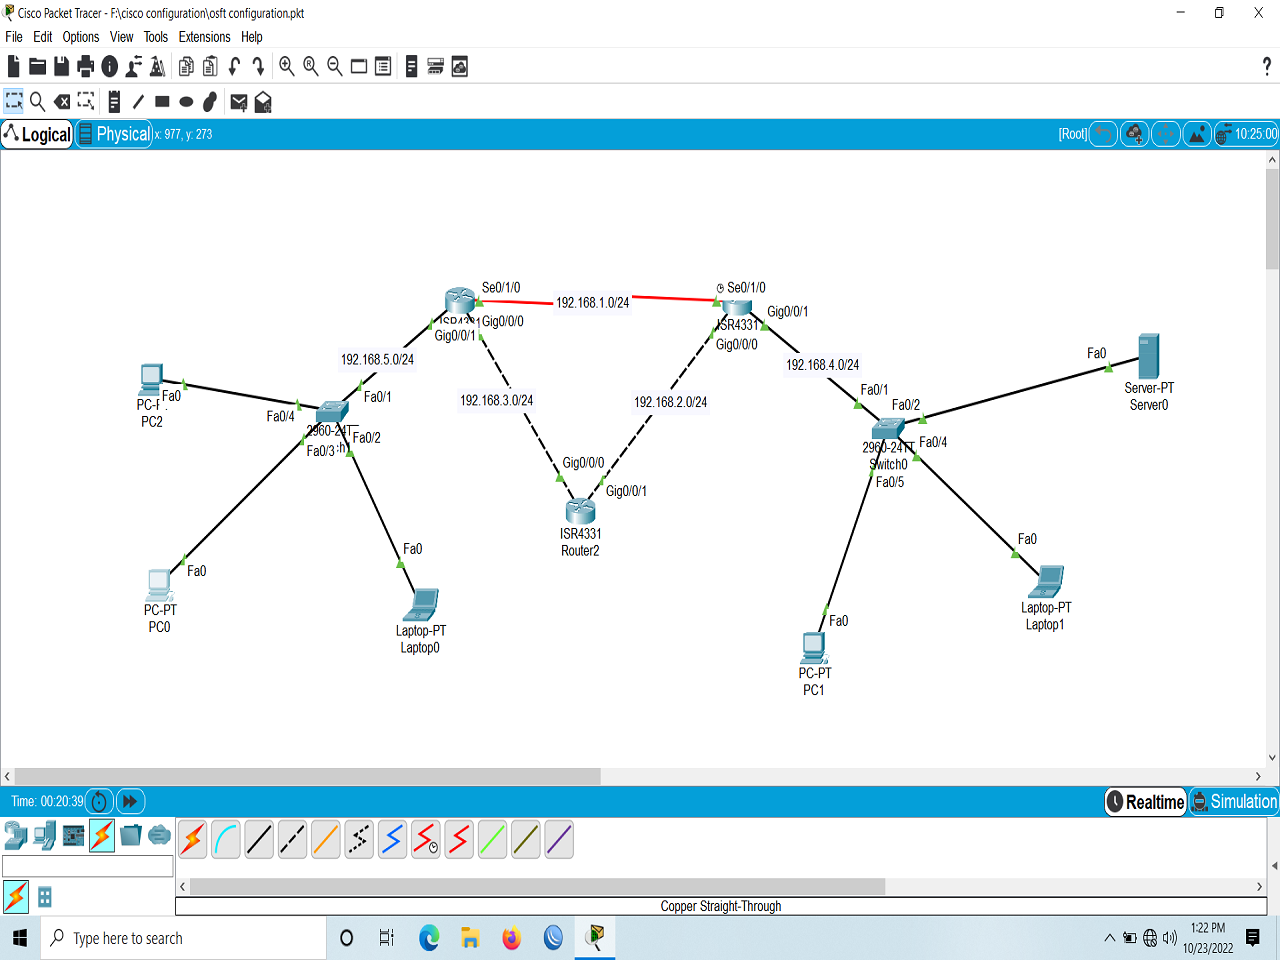 Cisco Packet Tracer - F:\cisco configuration\osft configuration.pkt
File Edit Options View Tools Extensions Help
?
Logical Physical x: 977, y: 273 [Root] 10:25:00
Se0/1/0
Se0/1/0
192.168.1.0/24
Gig0/0/1
ISR4331
Gig0/0/0
ISR4331
Gig0/0/1
Gig0/0/0
192.168.5.0/24
192.168.4.0/24
Fa0
Fa0/1
Fa0/1
Server-PT
Server0
Fa0
PC2
192.168.3.0/24
192.168.2.0/24
Fa0/2
Fa0/4
2960-24TT
Fa0/2
Fa0/3
Fa0/4
2960-24TT
Switch0
Fa0/5
Gig0/0/0
Gig0/0/1
ISR4331
Router2
Fa0
Fa0
Fa0
PC-PT
PC0
Laptop-PT
Laptop0
Laptop-PT
Laptop1
Fa0
PC-PT
PC1
Time: 00:20:39 Realtime Simulation
Copper Straight-Through
Type here to search
1:22 PM
10/23/2022